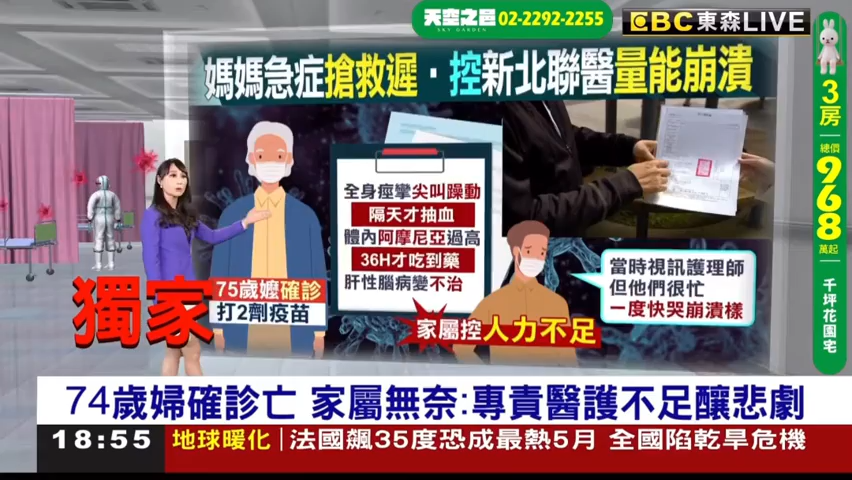 天空之邑
SKY GARDEN
02-2292-2255
EBC東森LIVE
媽媽急症搶救遲・控新北聯醫量能崩潰
全身痙攣尖叫躁動
隔天才抽血
體內阿摩尼亞過高
36H才吃到藥
肝性腦病變不治
獨家
75歲嬤確診
打2劑疫苗
家屬控人力不足
當時視訊護理師
但他們很忙
一度快哭崩潰樣
3房
總價
968
萬起
千坪花園宅
74歲婦確診亡 家屬無奈:專責醫護不足釀悲劇
18:55
地球暖化|法國飆35度恐成最熱5月 全國陷乾旱危機